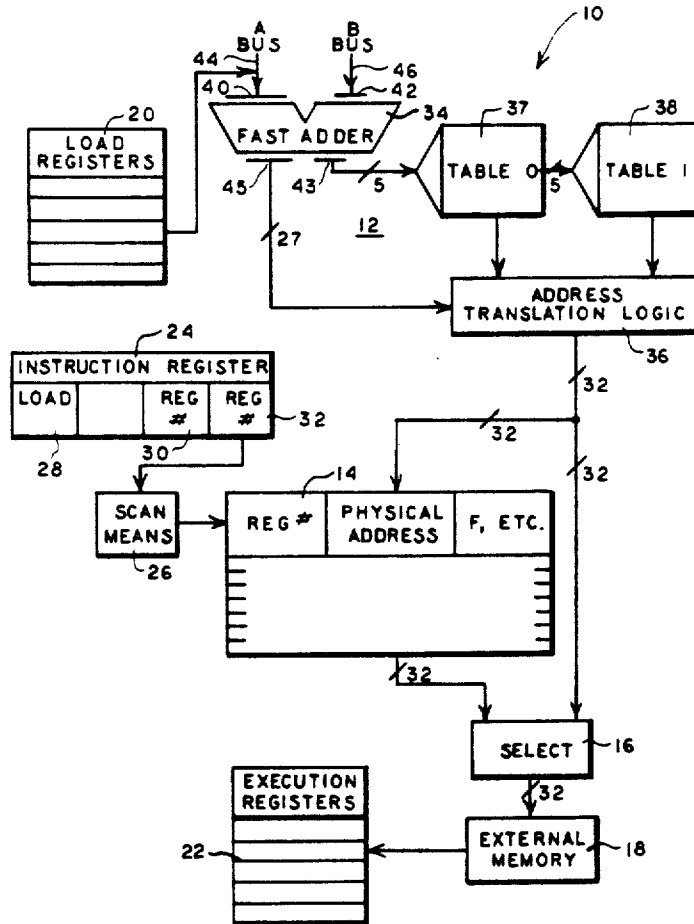 A
BUS
B
BUS
10
44
46
40
42
20
LOAD
REGISTERS
FAST ADDER
34
37
38
TABLE 0
5
TABLE 1
45
43
5
27
12
ADDRESS
TRANSLATION LOGIC
36
24
INSTRUCTION REGISTER
LOAD
REG
#
REG
#
32
28
30
32
32
32
14
SCAN
MEANS
26
REG #
PHYSICAL
ADDRESS
F, ETC.
32
SELECT
16
32
EXECUTION
REGISTERS
22
EXTERNAL
MEMORY
18